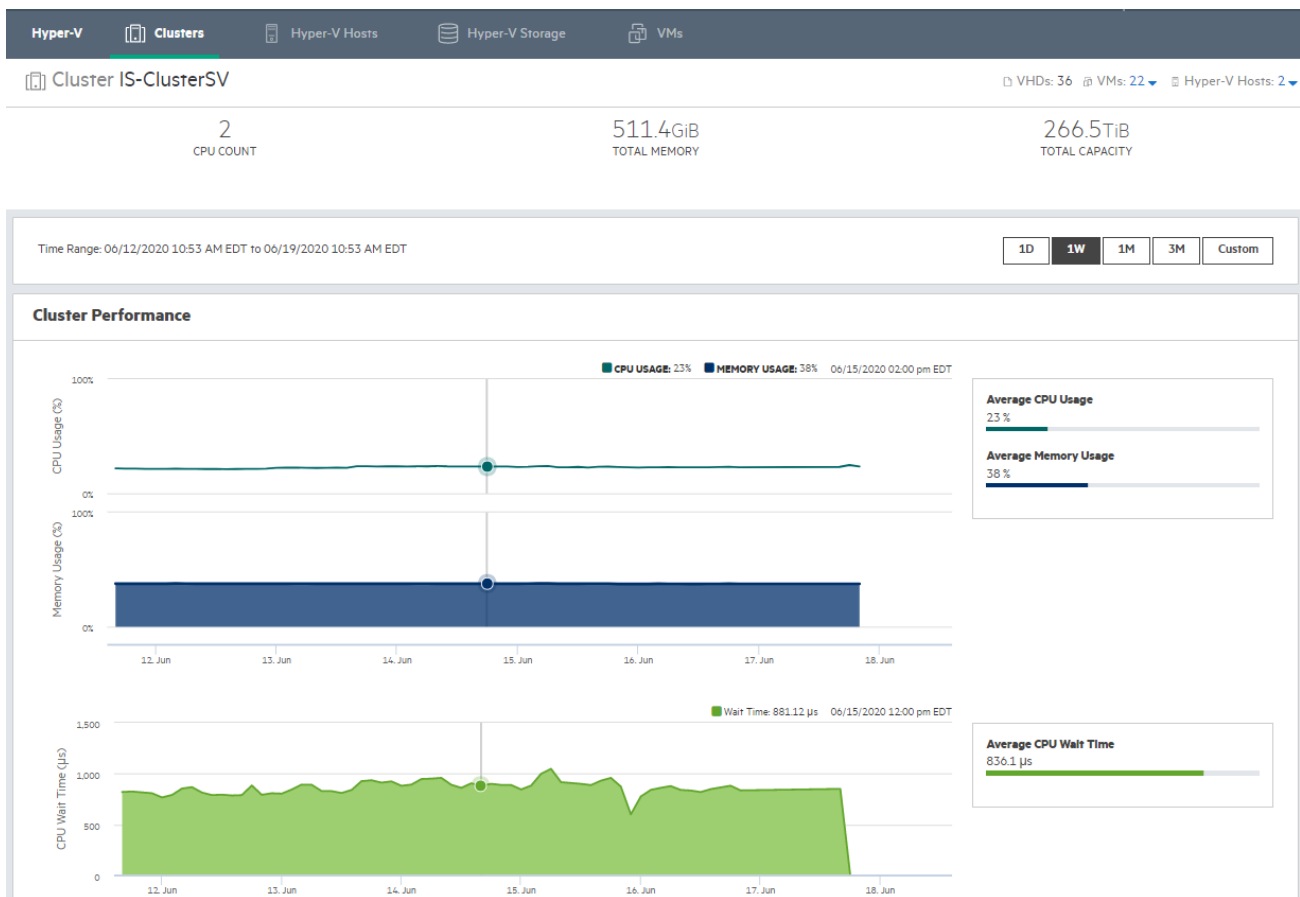 Hyper-V Clusters Hyper-V Hosts Hyper-V Storage VMs
Cluster IS-ClusterSV VHDs: 36 VMs: 22 Hyper-V Hosts: 2
2 511.4GiB 266.5TiB
CPU COUNT TOTAL MEMORY TOTAL CAPACITY
Time Range: 06/12/2020 10:53 AM EDT to 06/19/2020 10:53 AM EDT 1D 1W 1M 3M Custom
Cluster Performance
CPU USAGE: 23% MEMORY USAGE: 38% 06/15/2020 02:00 pm EDT
100%
CPU Usage (%)
0%
100%
Memory Usage (%)
0%
12. Jun 13. Jun 14. Jun 15. Jun 16. Jun 17. Jun 18. Jun
Average CPU Usage
23 %
Average Memory Usage
38 %
Wait Time: 881.12 µs 06/15/2020 12:00 pm EDT
1,500
1,000
CPU Wait Time (µs)
500
0
12. Jun 13. Jun 14. Jun 15. Jun 16. Jun 17. Jun 18. Jun
Average CPU Wait Time
836.1 µs